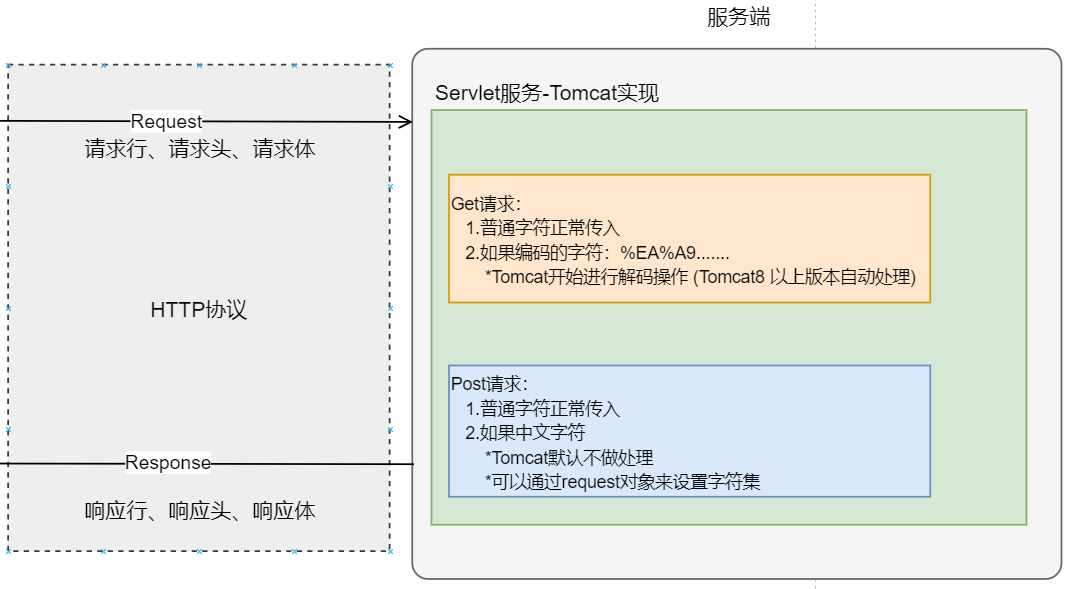 服务端
Servlet服务-Tomcat实现
Request
请求行、请求头、请求体
HTTP协议
Response
响应行、响应头、响应体
Get请求：
1.普通字符正常传入
2.如果编码的字符：%EA%A9.......
*Tomcat开始进行解码操作 (Tomcat8 以上版本自动处理)
Post请求：
1.普通字符正常传入
2.如果中文字符
*Tomcat默认不做处理
*可以通过request对象来设置字符集